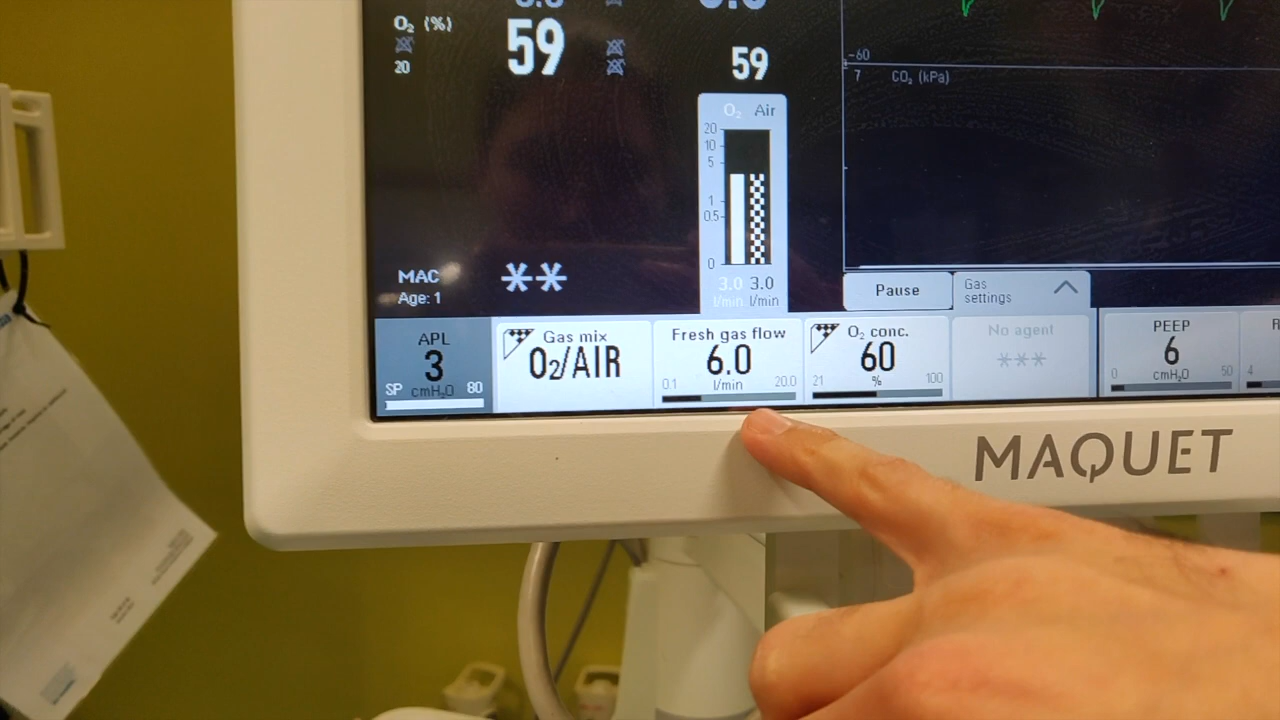 O₂ (%)
59
20
59
-60
7 CO₂ (kPa)
O₂ Air
20
10
5
1
0.5
0
3.0 3.0
l/min l/min
MAC
Age: 1
**
Pause
Gas
settings
APL
3
SP cmH₂O 80
Gas mix
O₂/AIR
Fresh gas flow
6.0
0.1 l/min 20.0
O₂ conc.
60
21 % 100
No agent
***
PEEP
6
0 cmH₂O 50
4
MAQUET